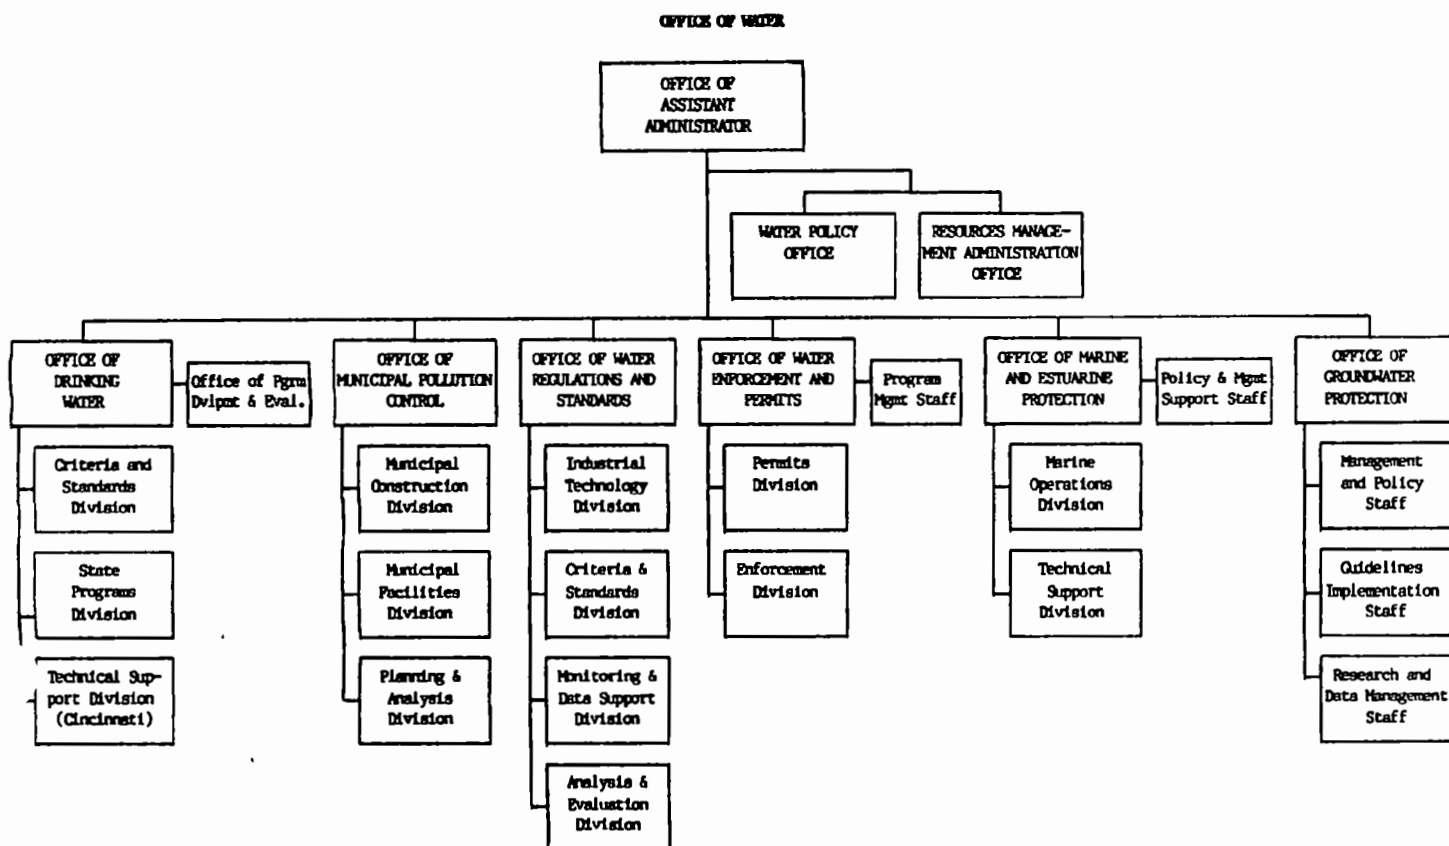 OFFICE OF WATER
OFFICE OF
ASSISTANT
ADMINISTRATOR
WATER POLICY
OFFICE
RESOURCES MANAGE-
MENT ADMINISTRATION
OFFICE
OFFICE OF
DRINKING
WATER
Office of Pgrm
Dvlpmt & Eval.
OFFICE OF
MUNICIPAL POLLUTION
CONTROL
OFFICE OF WATER
REGULATIONS AND
STANDARDS
OFFICE OF WATER
ENFORCEMENT AND
PERMITS
Program
Mgmt Staff
OFFICE OF MARINE
AND ESTUARINE
PROTECTION
Policy & Mgmt
Support Staff
OFFICE OF
GROUNDWATER
PROTECTION
Criteria and
Standards
Division
State
Programs
Division
Technical Sup-
port Division
(Cincinnati)
Municipal
Construction
Division
Municipal
Facilities
Division
Planning &
Analysis
Division
Industrial
Technology
Division
Criteria &
Standards
Division
Monitoring &
Data Support
Division
Analysis &
Evaluation
Division
Permits
Division
Enforcement
Division
Marine
Operations
Division
Technical
Support
Division
Management
and Policy
Staff
Guidelines
Implementation
Staff
Research and
Data Management
Staff